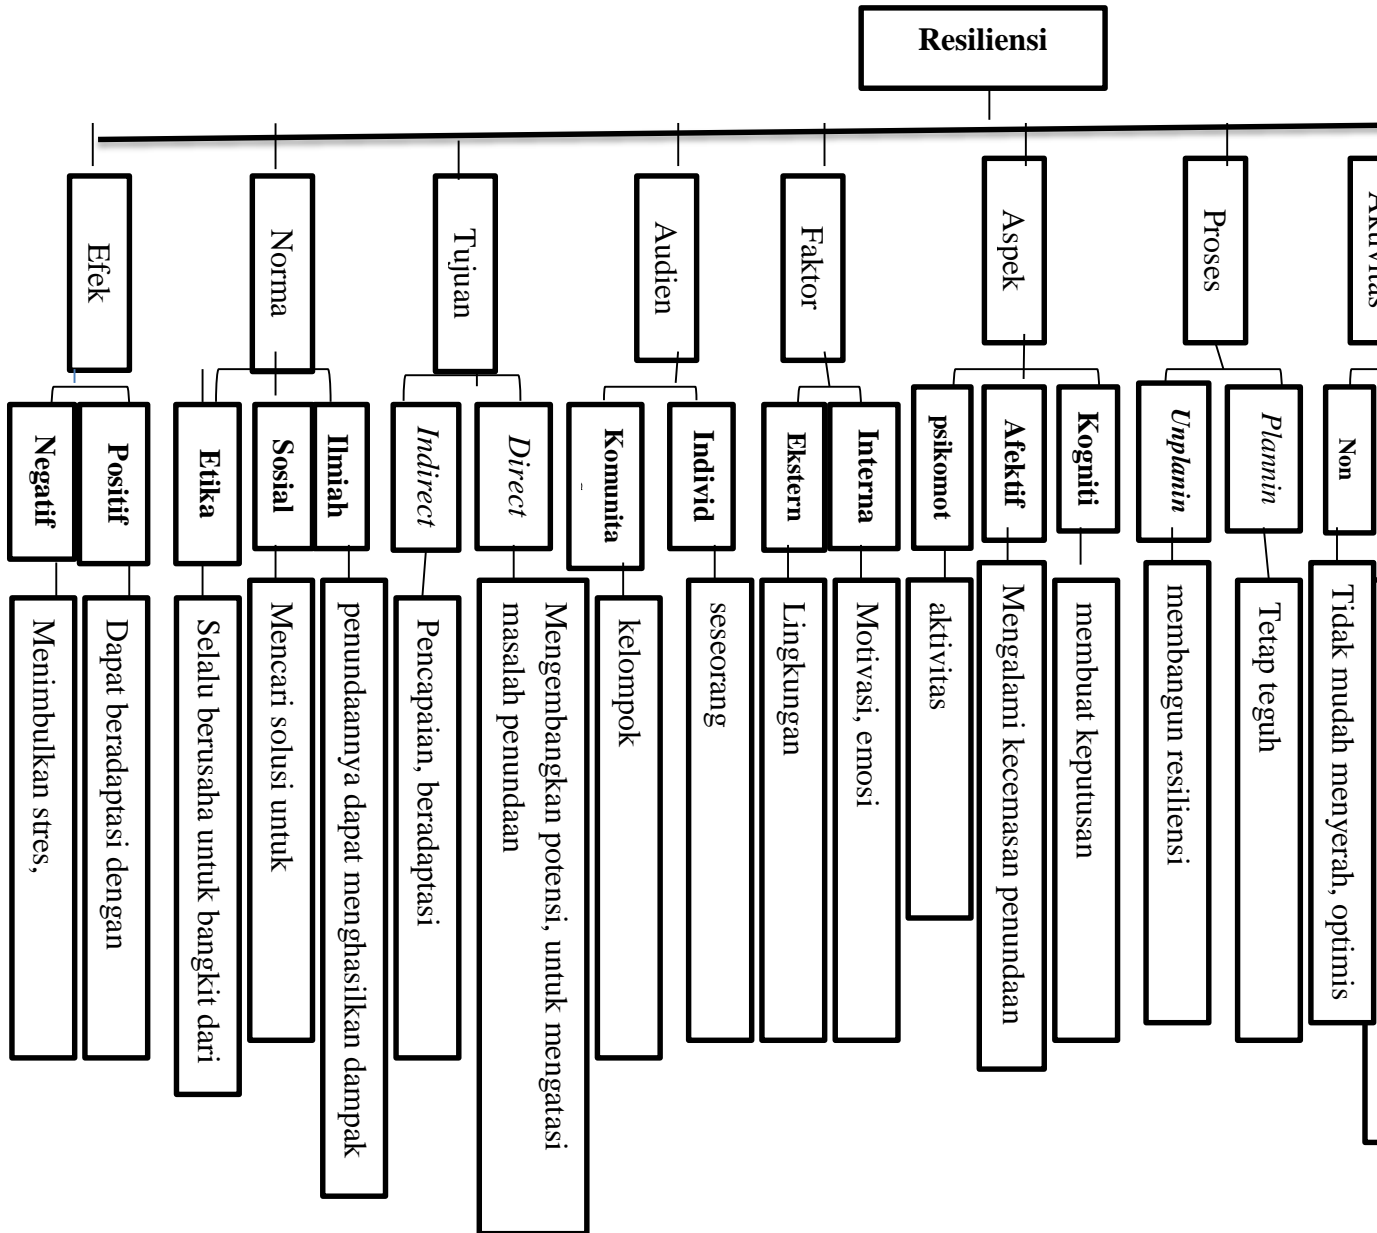 Resiliensi
Efek
Norma
Tujuan
Audien
Faktor
Aspek
Proses
Aktivitas
Negatif
Positif
Etika
Sosial
Ilmiah
Indirect
Direct
Komunita
Individ
Ekstern
Interna
psikomot
Afektif
Kogniti
Unplanin
Plannin
Non
Menimbulkan stres,
Dapat beradaptasi dengan
Selalu berusaha untuk bangkit dari
Mencari solusi untuk
penundaannya dapat menghasilkan dampak
Pencapaian, beradaptasi
Mengembangkan potensi, untuk mengatasi
masalah penundaan
kelompok
seseorang
Lingkungan
Motivasi, emosi
aktivitas
Mengalami kecemasan penundaan
membuat keputusan
membangun resiliensi
Tetap teguh
Tidak mudah menyerah, optimis